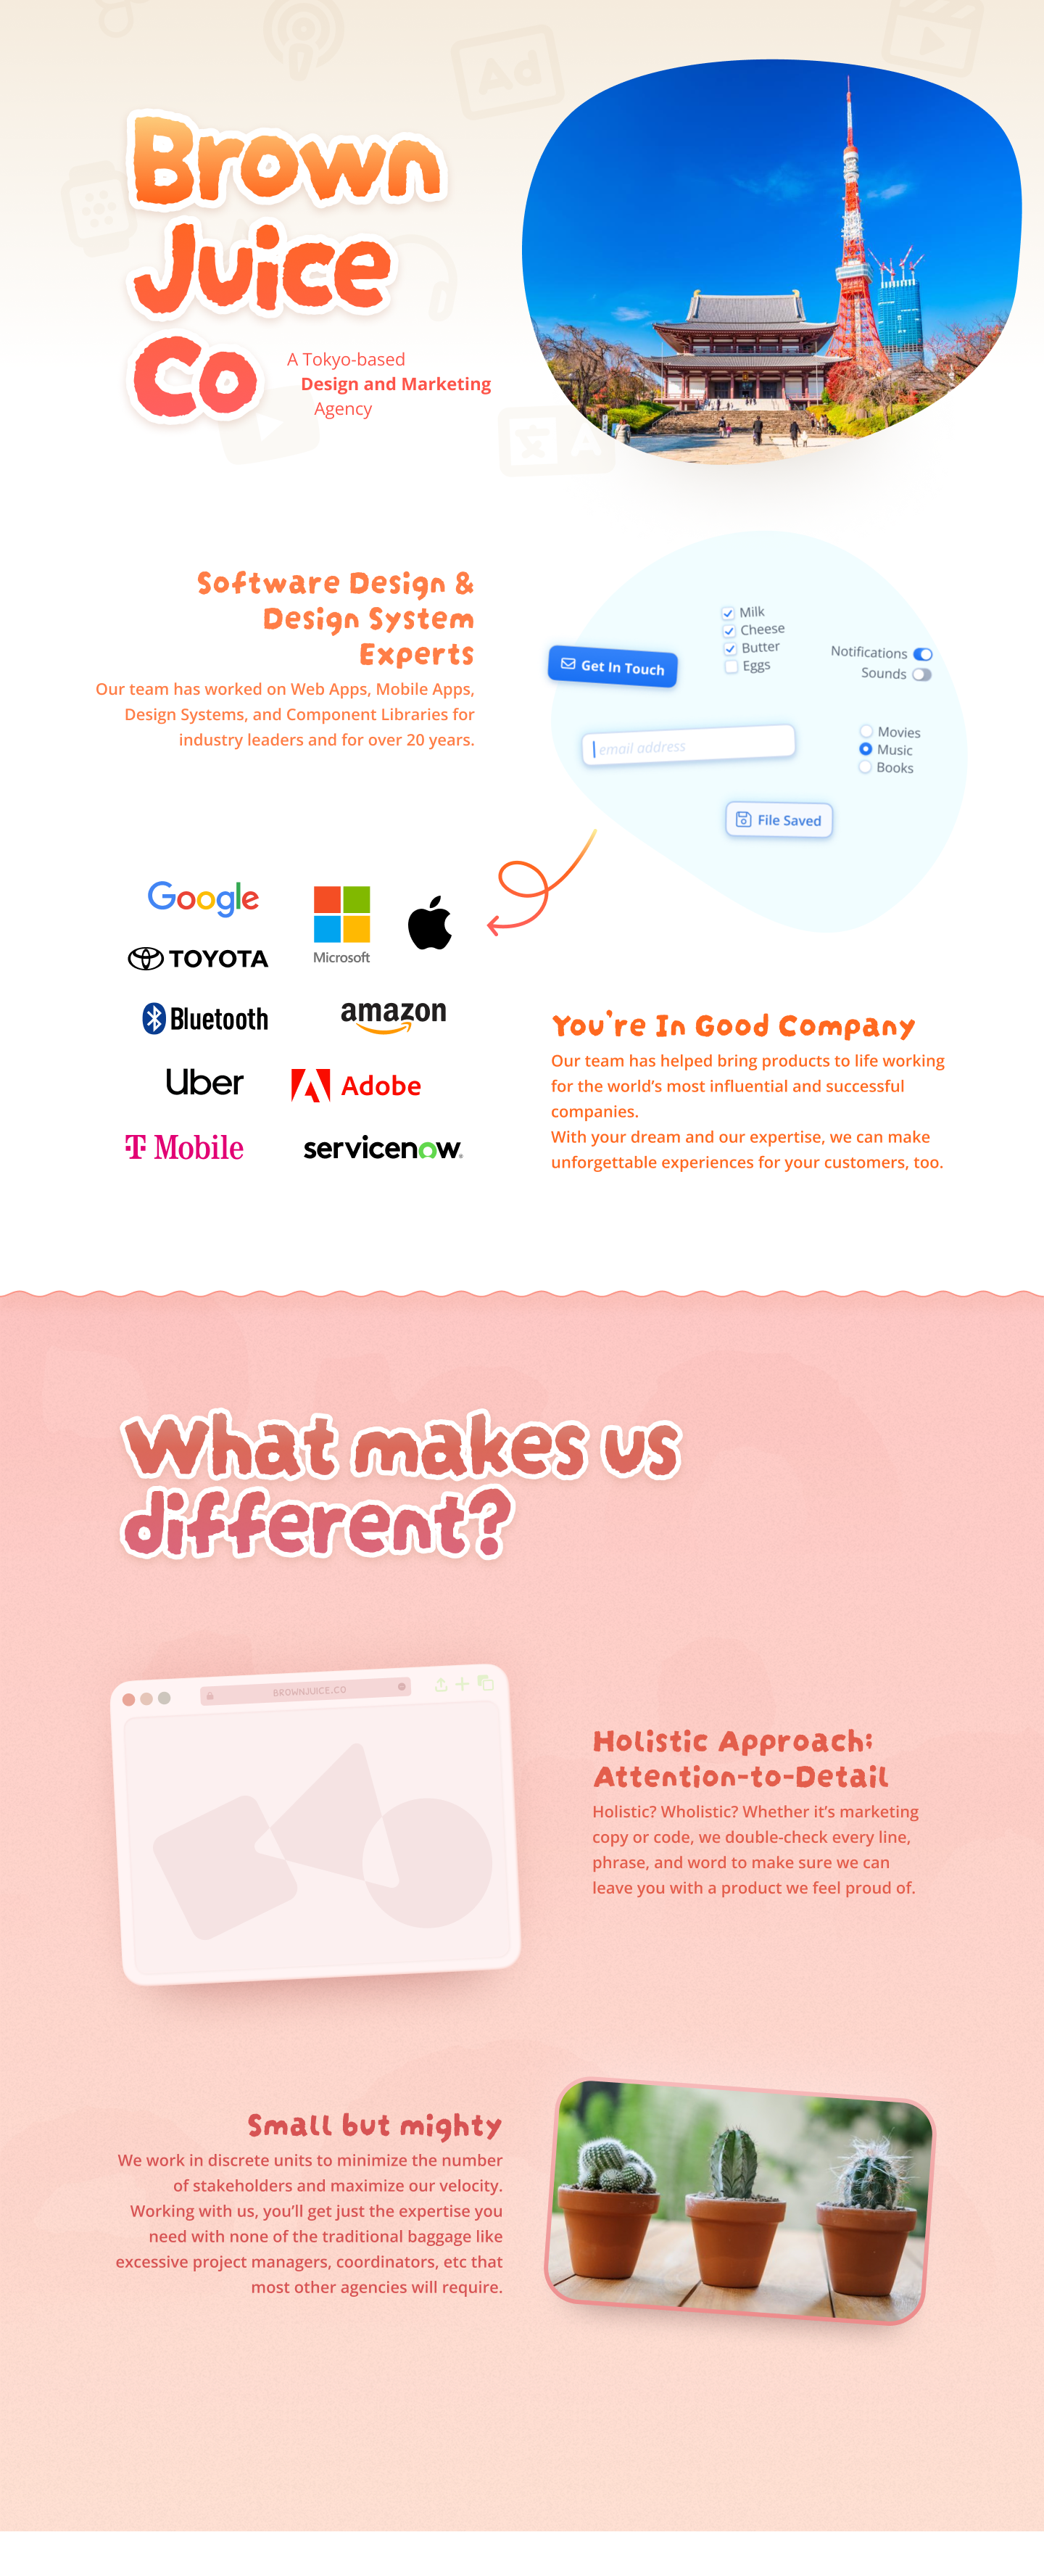 Ad
Brown
Juice
Co
A Tokyo-based
Design and Marketing
Agency
文 A
Software Design &
Design System
Experts
Our team has worked on Web Apps, Mobile Apps,
Design Systems, and Component Libraries for
industry leaders and for over 20 years.
Get In Touch
Milk
Cheese
Butter
Eggs
Notifications
Sounds
email address
Movies
Music
Books
File Saved
Google
Microsoft
TOYOTA
Bluetooth
amazon
Uber
Adobe
T Mobile
servicenow
You're In Good Company
Our team has helped bring products to life working
for the world's most influential and successful
companies.
With your dream and our expertise, we can make
unforgettable experiences for your customers, too.
What makes us
different?
BROWNJUICE.CO
Holistic Approach;
Attention-to-Detail
Holistic? Wholistic? Whether it's marketing
copy or code, we double-check every line,
phrase, and word to make sure we can
leave you with a product we feel proud of.
Small but mighty
We work in discrete units to minimize the number
of stakeholders and maximize our velocity.
Working with us, you'll get just the expertise you
need with none of the traditional baggage like
excessive project managers, coordinators, etc that
most other agencies will require.